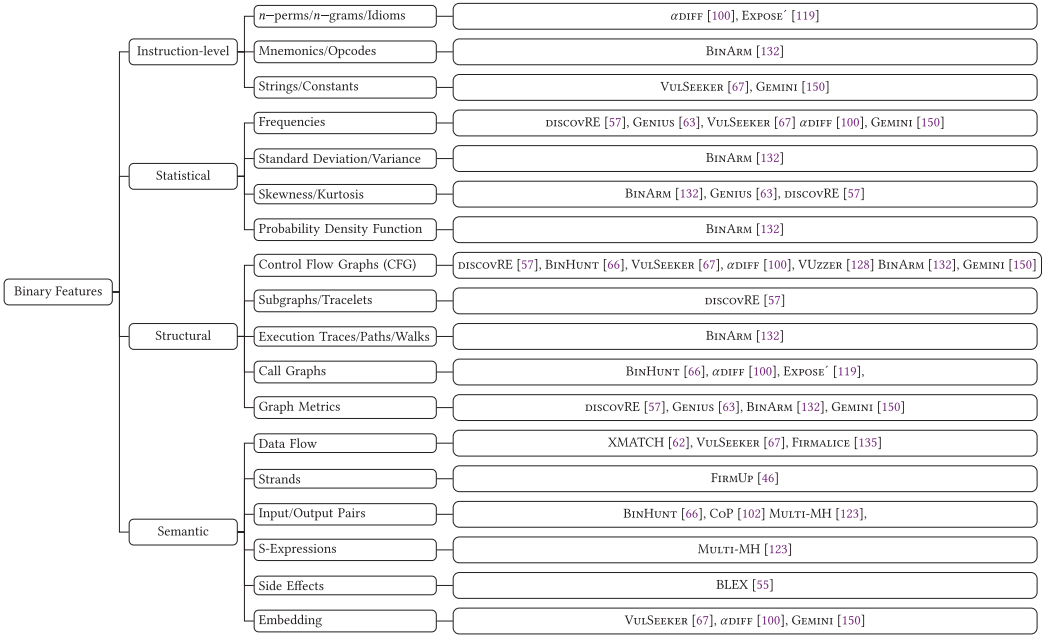 n−perms/n−grams/Idioms
αDIFF [100], EXPOSE´ [119]
Instruction-level
Mnemonics/Opcodes
BINARM [132]
Strings/Constants
VULSEEKER [67], GEMINI [150]
Frequencies
DISCOVRE [57], GENIUS [63], VULSEEKER [67] αDIFF [100], GEMINI [150]
Standard Deviation/Variance
BINARM [132]
Statistical
Skewness/Kurtosis
BINARM [132], GENIUS [63], DISCOVRE [57]
Probability Density Function
BINARM [132]
Control Flow Graphs (CFG)
DISCOVRE [57], BINHUNT [66], VULSEEKER [67], αDIFF [100], VUZZER [128] BINARM [132], GEMINI [150]
Binary Features
Subgraphs/Tracelets
DISCOVRE [57]
Structural
Execution Traces/Paths/Walks
BINARM [132]
Call Graphs
BINHUNT [66], αDIFF [100], EXPOSE´ [119],
Graph Metrics
DISCOVRE [57], GENIUS [63], BINARM [132], GEMINI [150]
Data Flow
XMATCH [62], VULSEEKER [67], FIRMALICE [135]
Strands
FIRMUP [46]
Input/Output Pairs
BINHUNT [66], COP [102] MULTI-MH [123],
Semantic
S-Expressions
MULTI-MH [123]
Side Effects
BLEX [55]
Embedding
VULSEEKER [67], αDIFF [100], GEMINI [150]